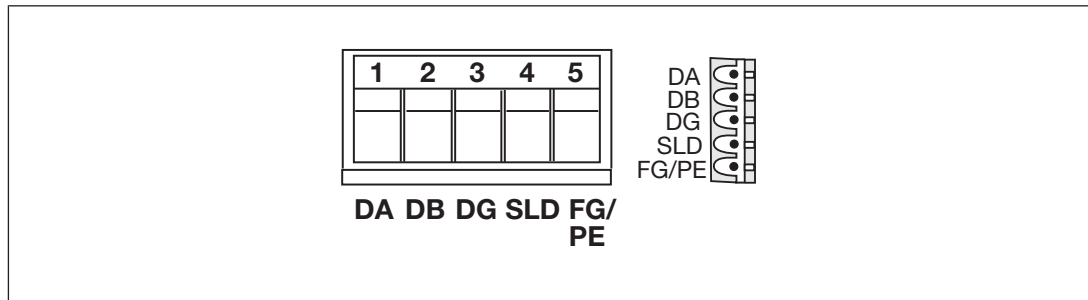 1 2 3 4 5
DA DB DG SLD FG/
PE
DA
DB
DG
SLD
FG/PE